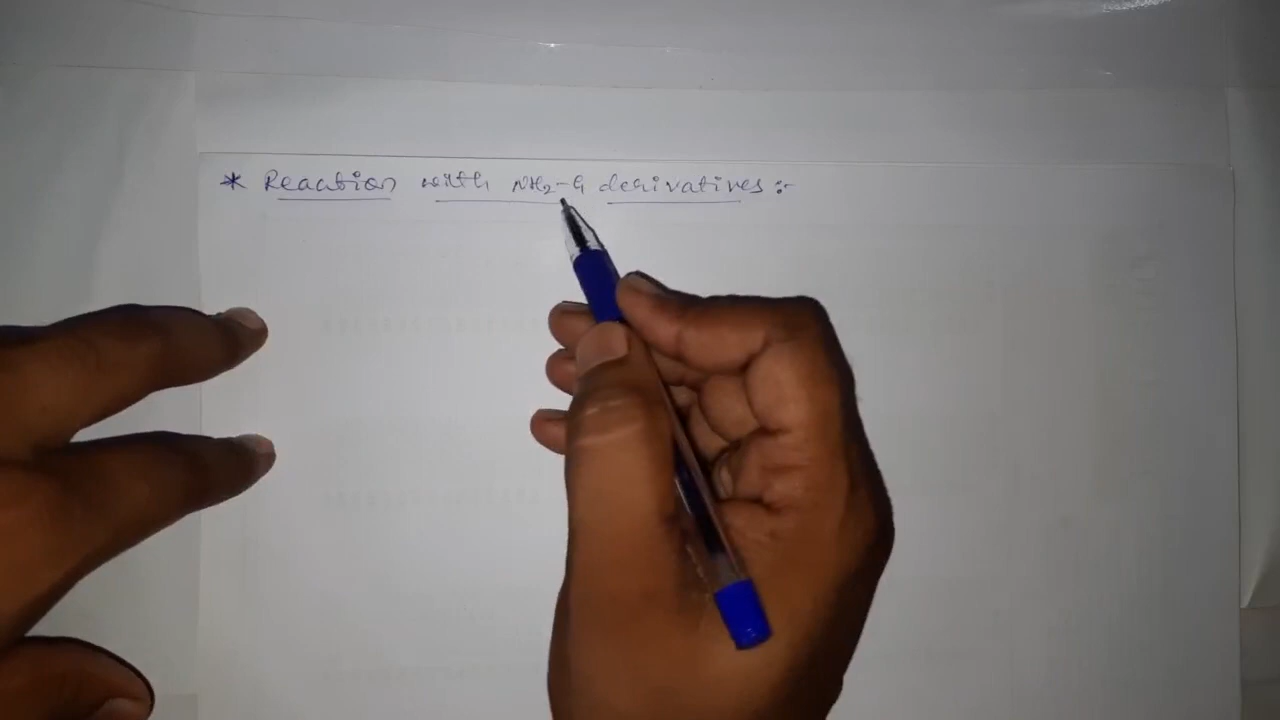 * Reaction with NH2-G derivatives :-